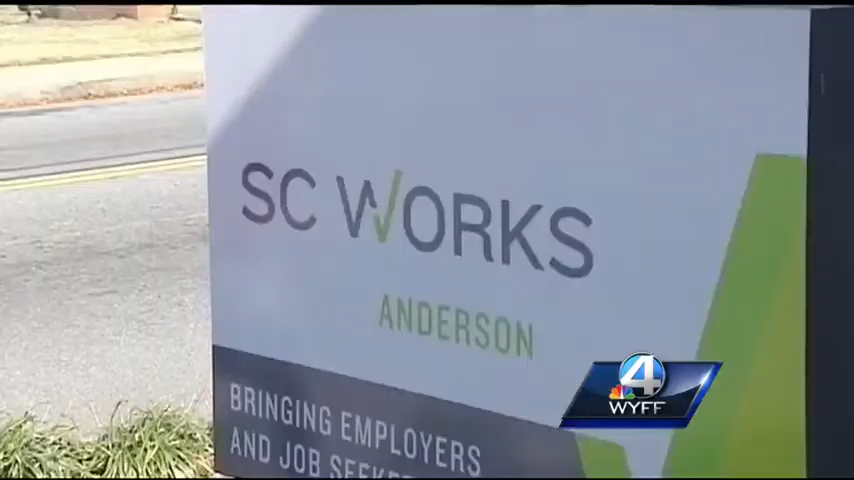 SC WORKS
ANDERSON
BRINGING EMPLOYERS
AND JOB
4
WYFF